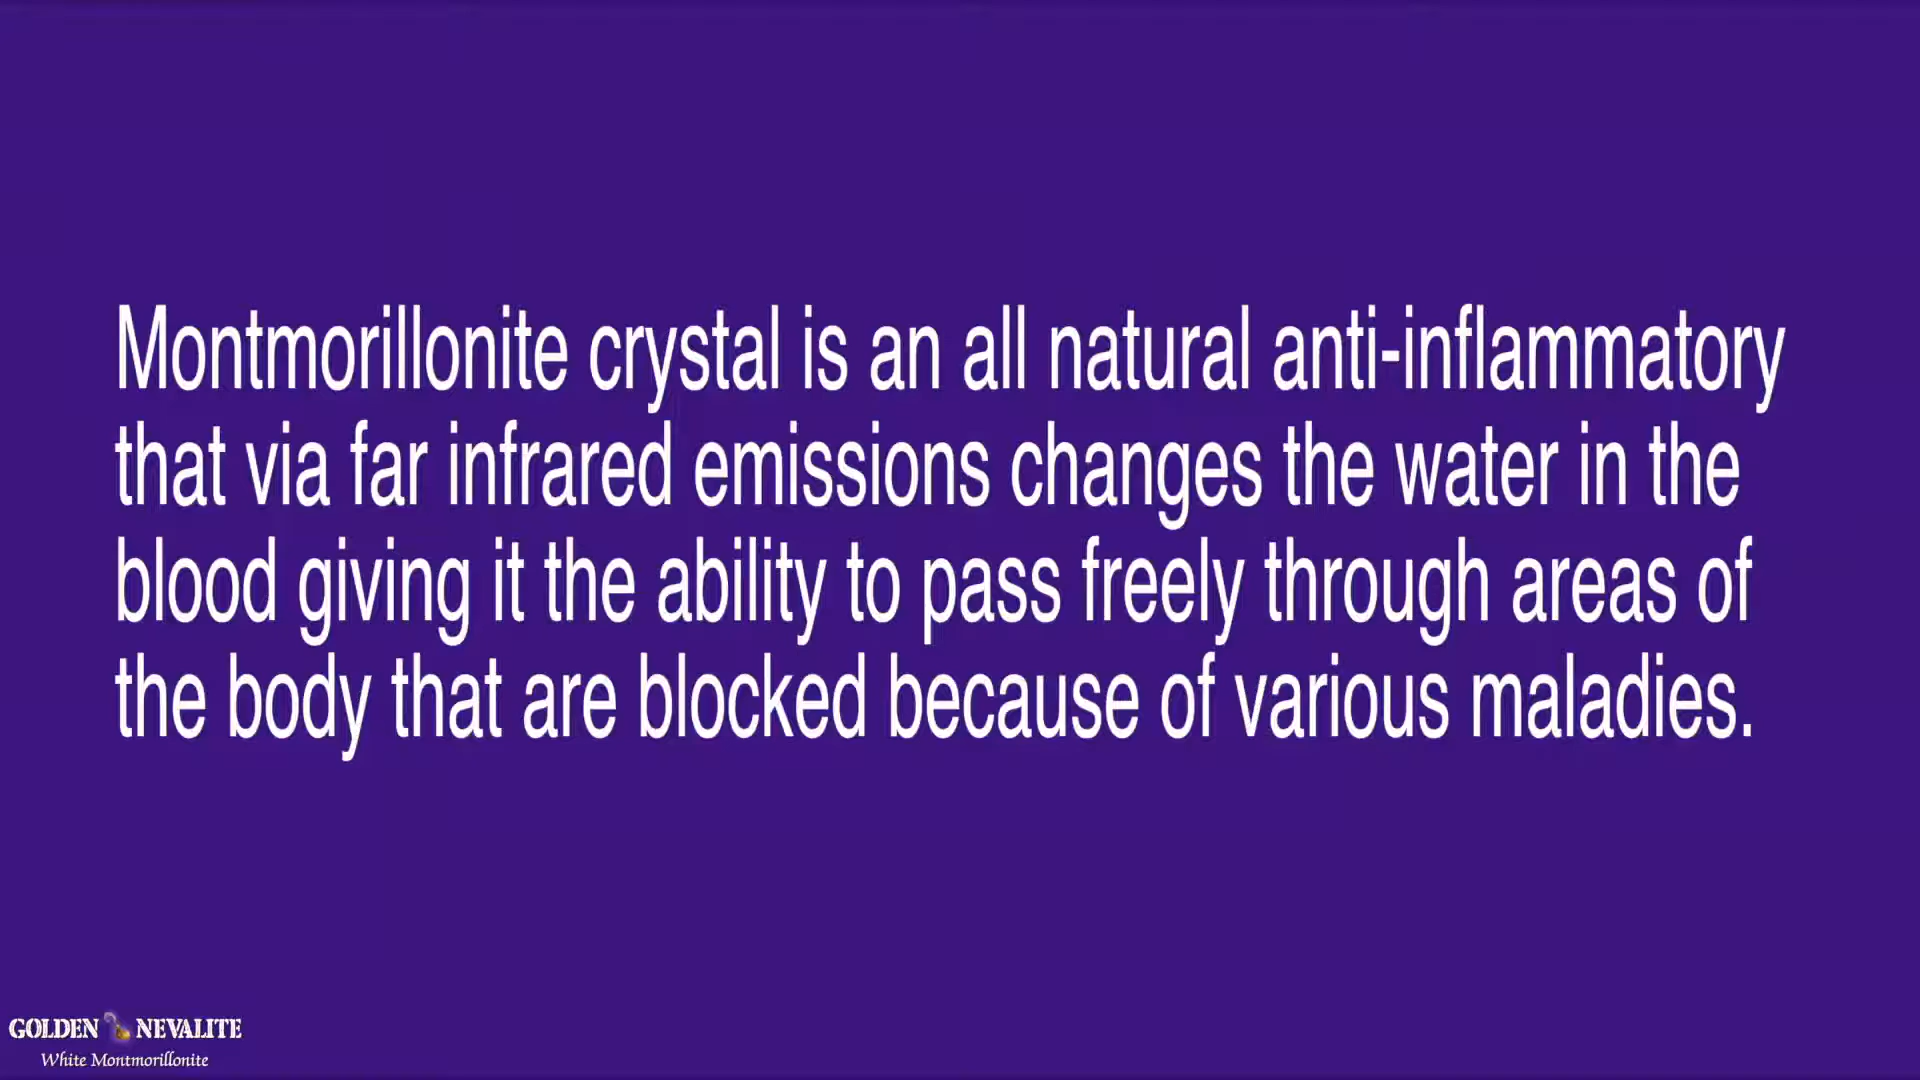 Montmorillonite crystal is an all natural anti-inflammatory
that via far infrared emissions changes the water in the
blood giving it the ability to pass freely through areas of
the body that are blocked because of various maladies.
GOLDEN NEVALITE
White Montmorillonite